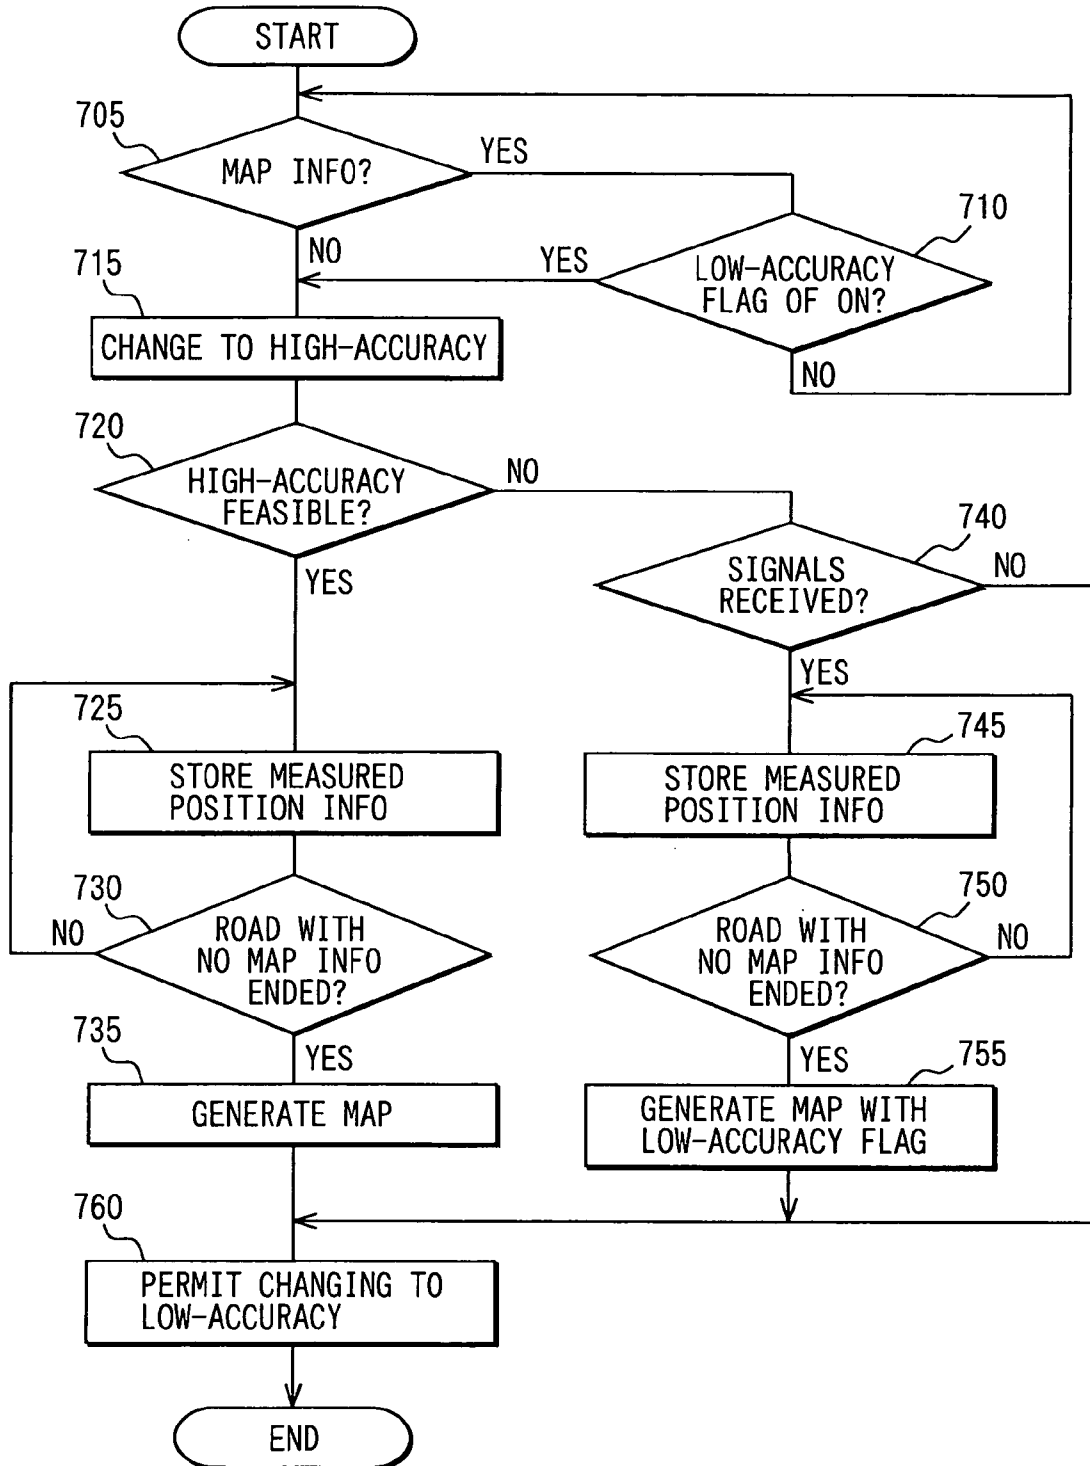 START
705
MAP INFO?
YES
710
LOW-ACCURACY
FLAG OF ON?
YES
NO
NO
715
CHANGE TO HIGH-ACCURACY
720
HIGH-ACCURACY
FEASIBLE?
NO
YES
740
SIGNALS
RECEIVED?
NO
YES
725
STORE MEASURED
POSITION INFO
745
STORE MEASURED
POSITION INFO
730
ROAD WITH
NO MAP INFO
ENDED?
NO
YES
750
ROAD WITH
NO MAP INFO
ENDED?
NO
YES
735
GENERATE MAP
755
GENERATE MAP WITH
LOW-ACCURACY FLAG
760
PERMIT CHANGING TO
LOW-ACCURACY
END